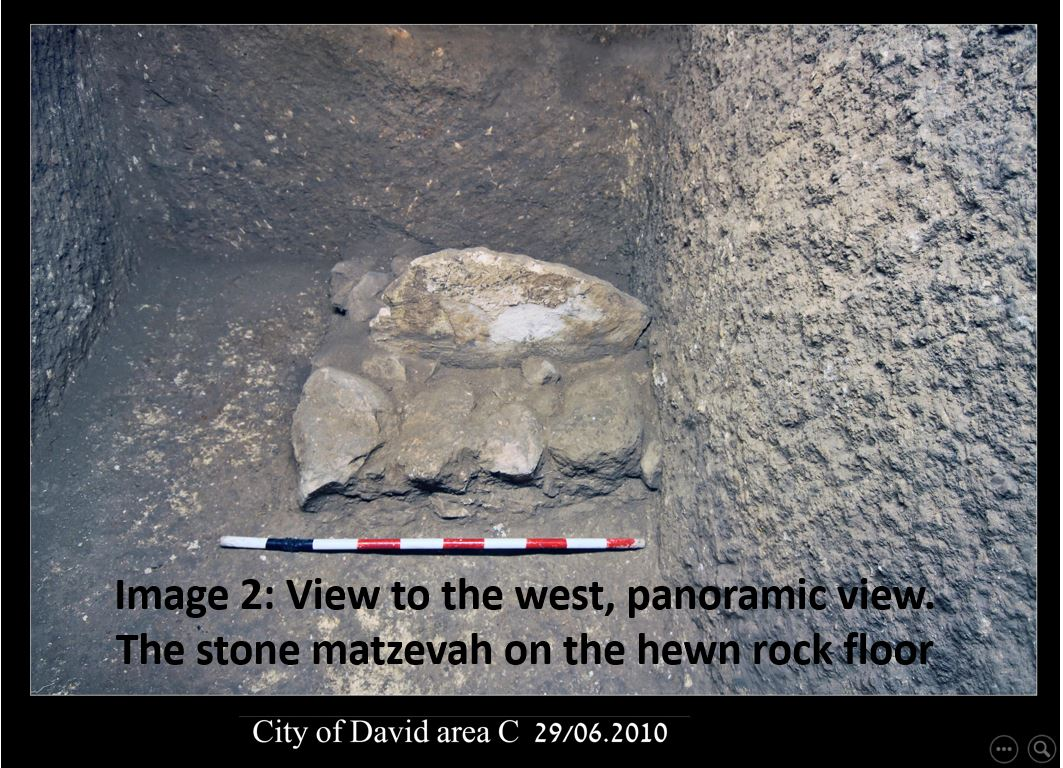 Image 2: View to the west, panoramic view.
The stone matzevah on the hewn rock floor
City of David area C 29/06.2010